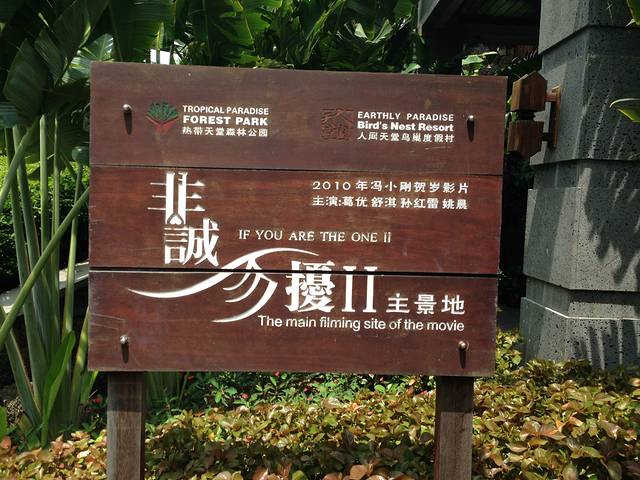 TROPICAL PARADISE
FOREST PARK
热带天堂森林公园
EARTHLY PARADISE
Bird's Nest Resort
人间天堂鸟巢度假村
2010年冯小刚贺岁影片
主演:葛优 舒淇 孙红雷 姚晨
非誠勿擾II
IF YOU ARE THE ONE II
主景地
The main filming site of the movie